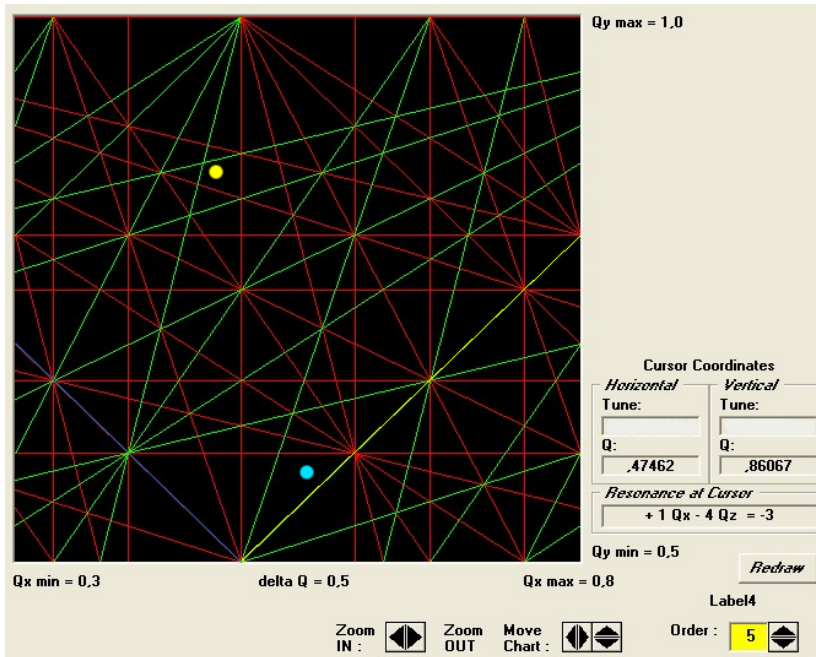 Qy max = 1,0
Cursor Coordinates
Horizontal
Vertical
Tune:
Tune:
Q:
Q:
,47462
,86067
Resonance at Cursor
+ 1 Qx - 4 Qz = -3
Qy min = 0,5
Redraw
Qx min = 0,3
delta Q = 0,5
Qx max = 0,8
Label4
Zoom
IN :
Zoom
OUT
Move
Chart :
Order :
5